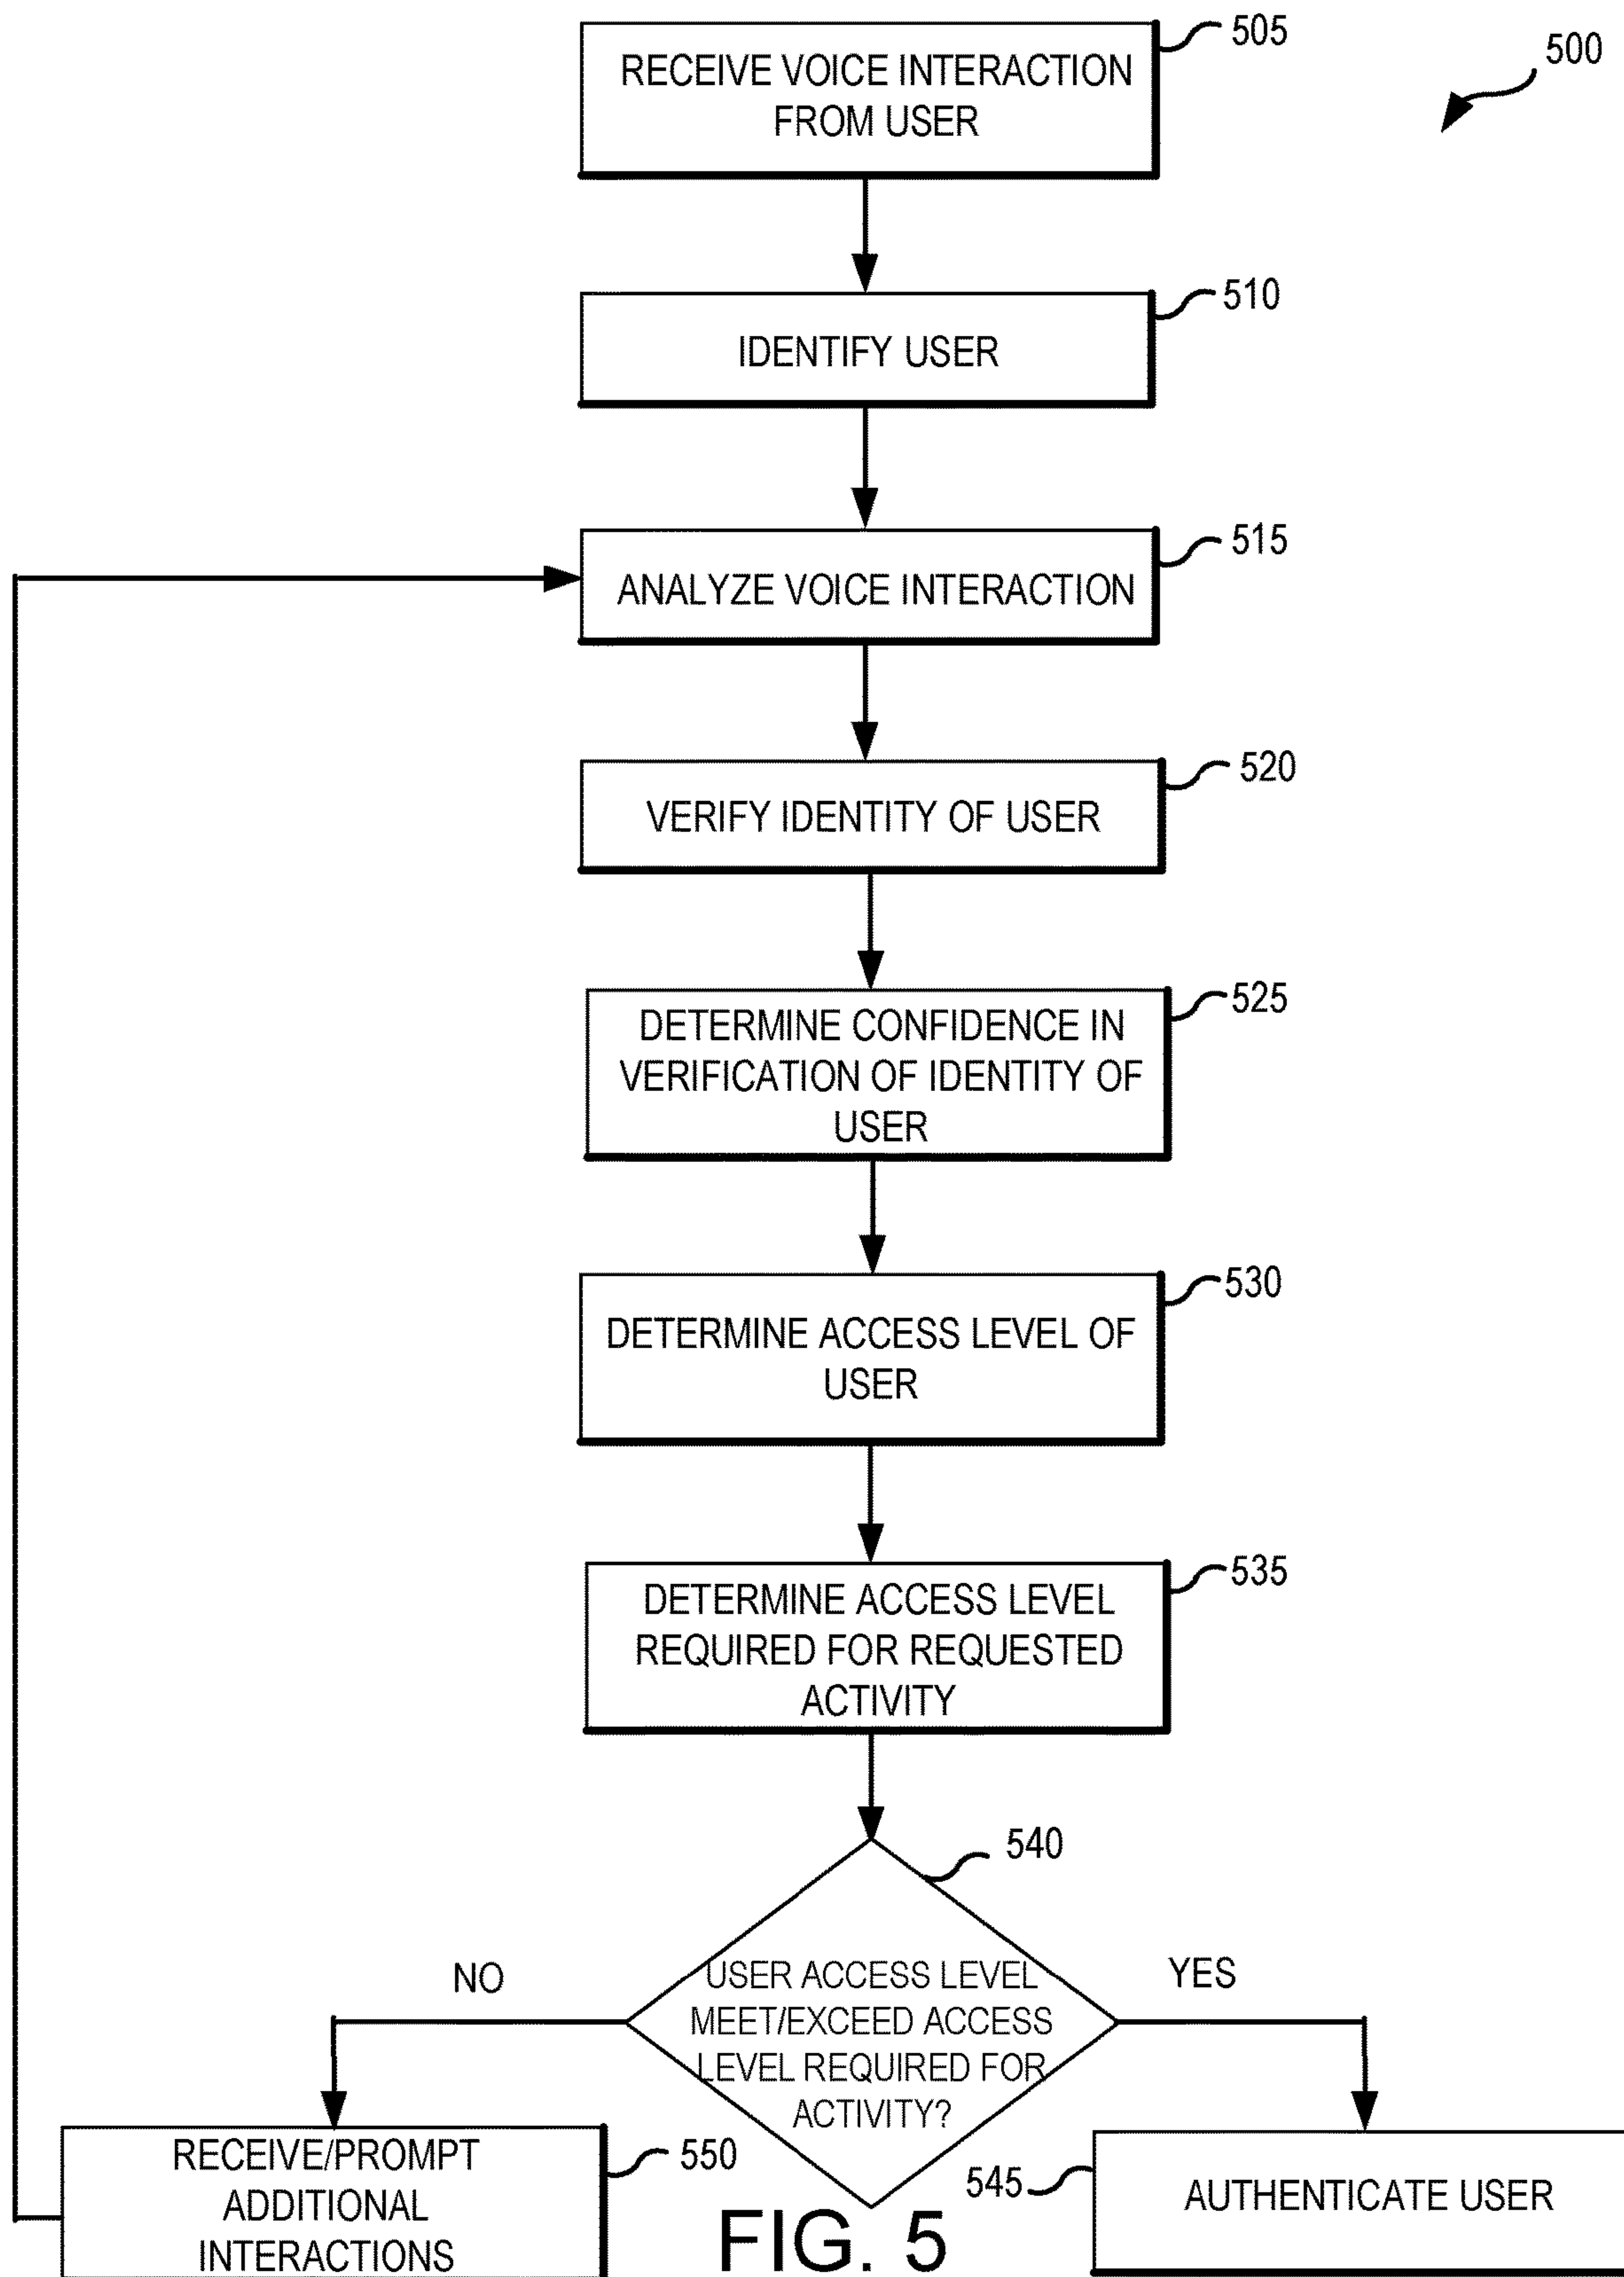 505
500
RECEIVE VOICE INTERACTION
FROM USER
510
IDENTIFY USER
515
ANALYZE VOICE INTERACTION
520
VERIFY IDENTITY OF USER
525
DETERMINE CONFIDENCE IN
VERIFICATION OF IDENTITY OF
USER
530
DETERMINE ACCESS LEVEL OF
USER
535
DETERMINE ACCESS LEVEL
REQUIRED FOR REQUESTED
ACTIVITY
540
NO
YES
USER ACCESS LEVEL
MEET/EXCEED ACCESS
LEVEL REQUIRED FOR
ACTIVITY?
RECEIVE/PROMPT
ADDITIONAL
INTERACTIONS
550
545
AUTHENTICATE USER
FIG. 5